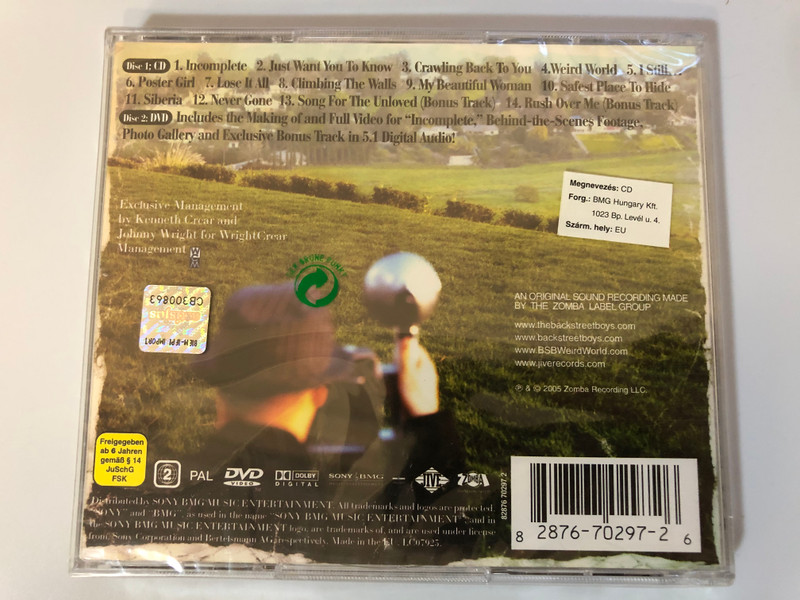 Disc 1: CD 1. Incomplete 2. Just Want You To Know 3. Crawling Back To You 4.Weird World 5. I Still...
6. Poster Girl 7. Lose It All 8. Climbing The Walls 9. My Beautiful Woman 10. Safest Place To Hide
11. Siberia 12. Never Gone 13. Song For The Unloved (Bonus Track) 14. Rush Over Me (Bonus Track)
Disc 2: DVD Includes the Making of and Full Video for “Incomplete,” Behind-the-Scenes Footage,
Photo Gallery and Exclusive Bonus Track in 5.1 Digital Audio!
Megnevezés: CD
Forg.: BMG Hungary Kft.
1023 Bp. Levél u. 4.
Szárm. hely: EU
Exclusive Management
by Kenneth Crear and
Johnny Wright for WrightCrear
Management
CB300863
AN ORIGINAL SOUND RECORDING MADE
BY THE ZOMBA LABEL GROUP
www.thebackstreetboys.com
www.backstreetboys.com
www.BSBWeirdWorld.com
www.jiverecords.com
℗ & © 2005 Zomba Recording LLC.
Freigegeben
ab 6 Jahren
gemäß § 14
JuSchG
FSK
2 PAL DVD VIDEO DOLBY DIGITAL SONY BMG JIVE ZOMBA
82876 70297 2
Distributed by SONY BMG MUSIC ENTERTAINMENT. All trademarks and logos are protected.
"SONY" and "BMG", as used in the name "SONY BMG MUSIC ENTERTAINMENT", and in
the SONY BMG MUSIC ENTERTAINMENT logo, are trademarks of, and are used under license
from, Sony Corporation and Bertelsmann AG, respectively. Made in the EU. LC07925.
8 2876-70297-2 6